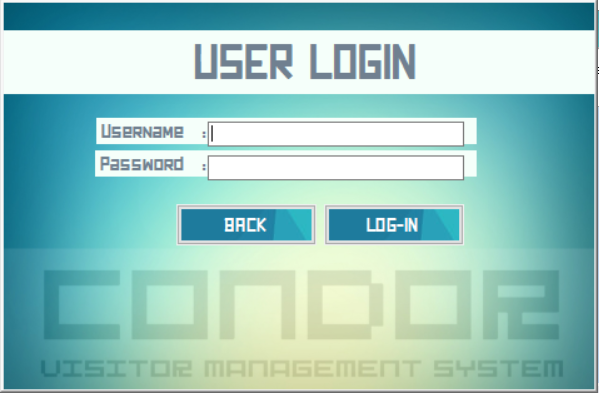 USER LOGIN
Username :
Password :
BACK LOG-IN
CONDOR
VISITOR MANAGEMENT SYSTEM